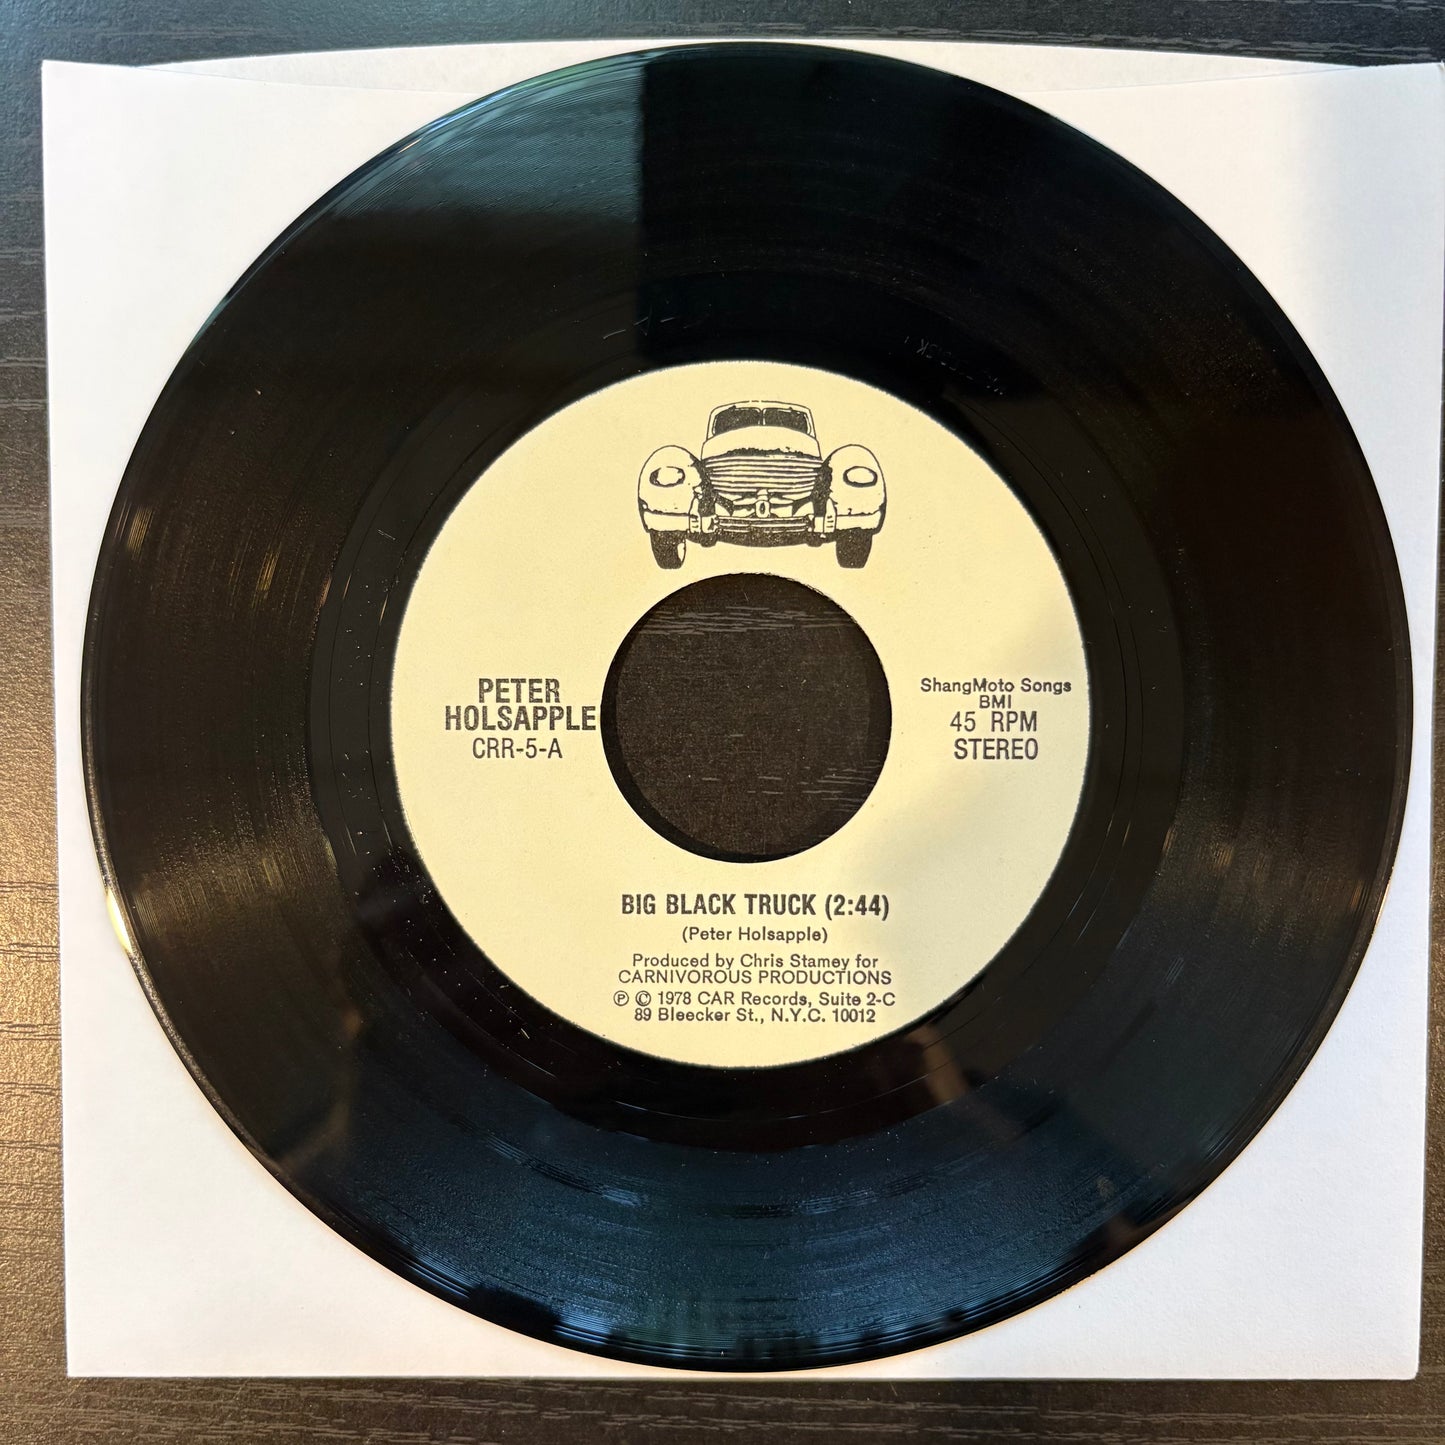 PETER
HOLSAPPLE
CRR-5-A
ShangMoto Songs
BMI
45 RPM
STEREO
BIG BLACK TRUCK (2:44)
(Peter Holsapple)
Produced by Chris Stamey for
CARNIVOROUS PRODUCTIONS
Ⓟ © 1978 CAR Records, Suite 2-C
89 Bleecker St., N.Y.C. 10012